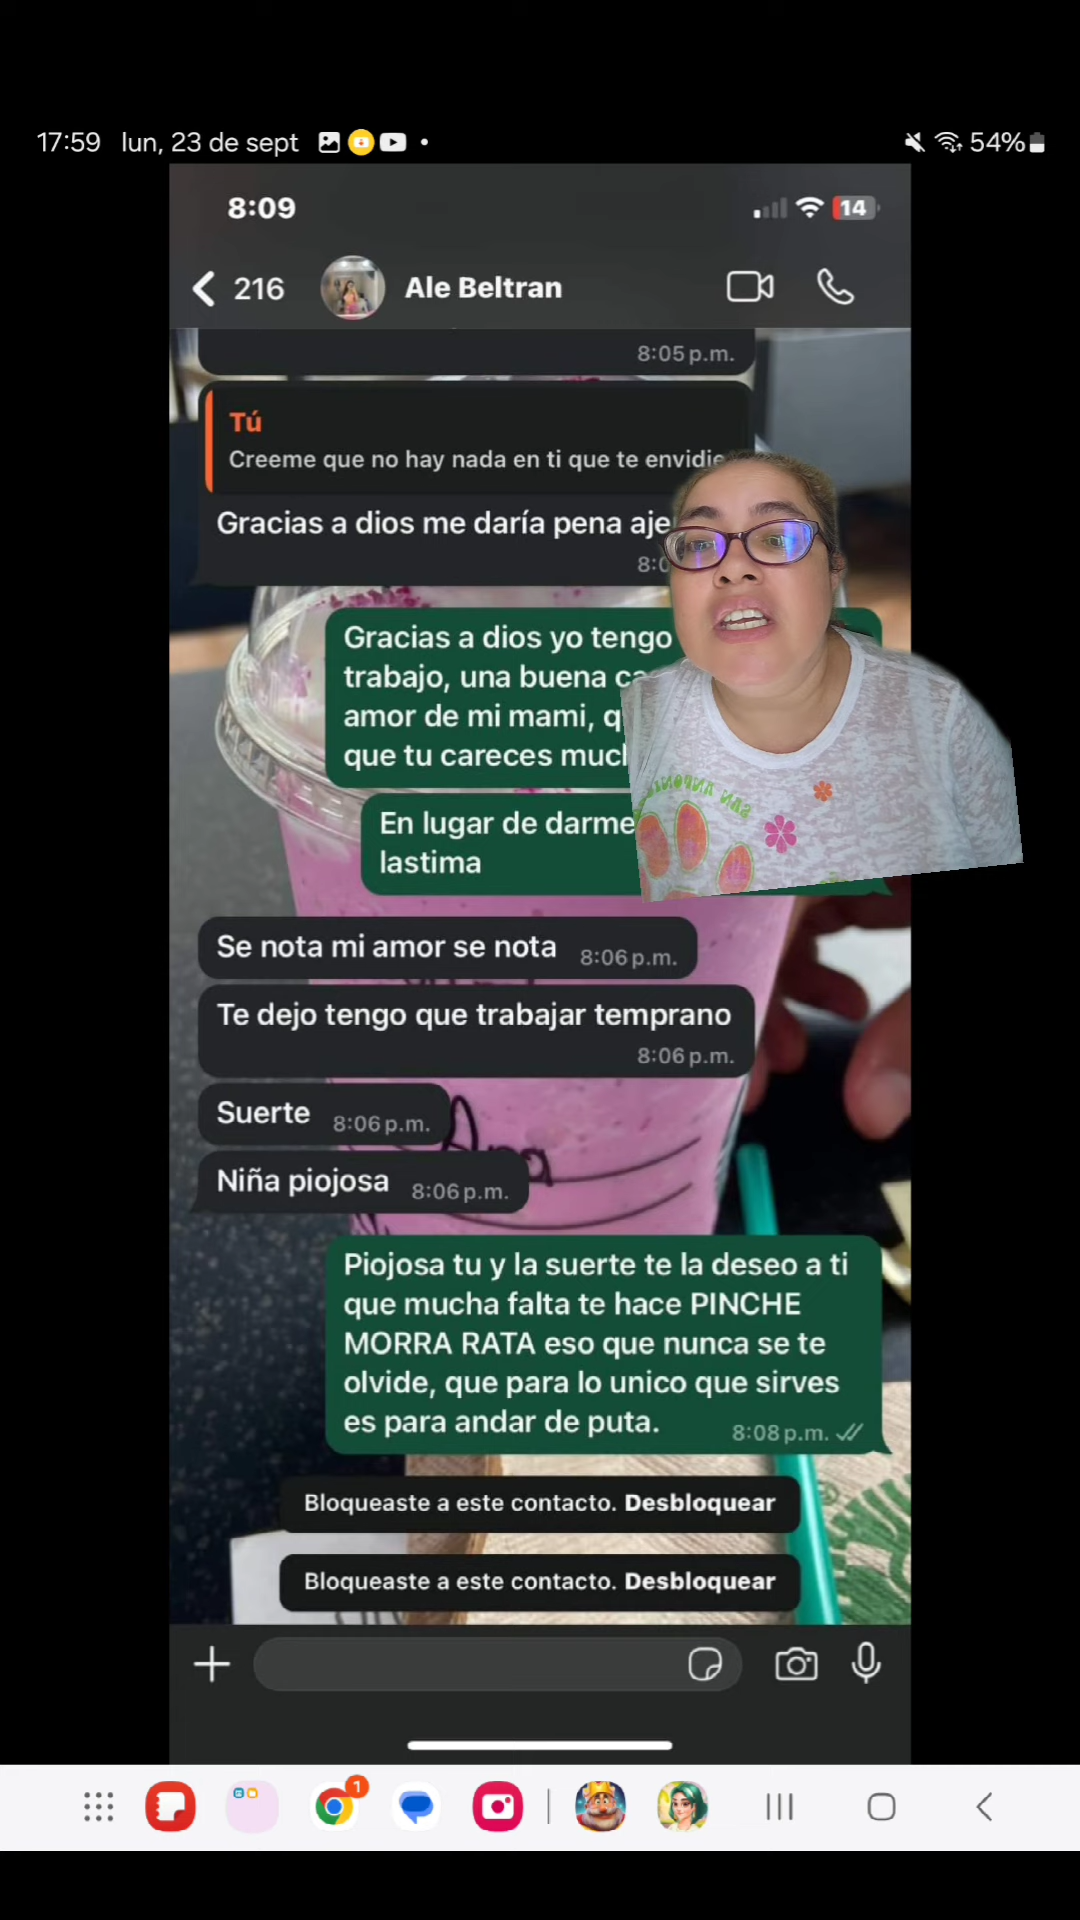 17:59 lun, 23 de sept
54%
8:09
14
216 Ale Beltran
8:05 p.m.
Tú
Creeme que no hay nada en ti que te envidie
Gracias a dios me daría pena aje
8:0
Gracias a dios yo tengo
trabajo, una buena ca
amor de mi mami, q
que tu careces muc
En lugar de darme
lastima
SAN ANTONIO
Se nota mi amor se nota 8:06 p.m.
Te dejo tengo que trabajar temprano
8:06 p.m.
Suerte 8:06 p.m.
Ana
Niña piojosa 8:06 p.m.
Piojosa tu y la suerte te la deseo a ti
que mucha falta te hace PINCHE
MORRA RATA eso que nunca se te
olvide, que para lo unico que sirves
es para andar de puta.
8:08 p.m.
Bloqueaste a este contacto. Desbloquear
Bloqueaste a este contacto. Desbloquear
1